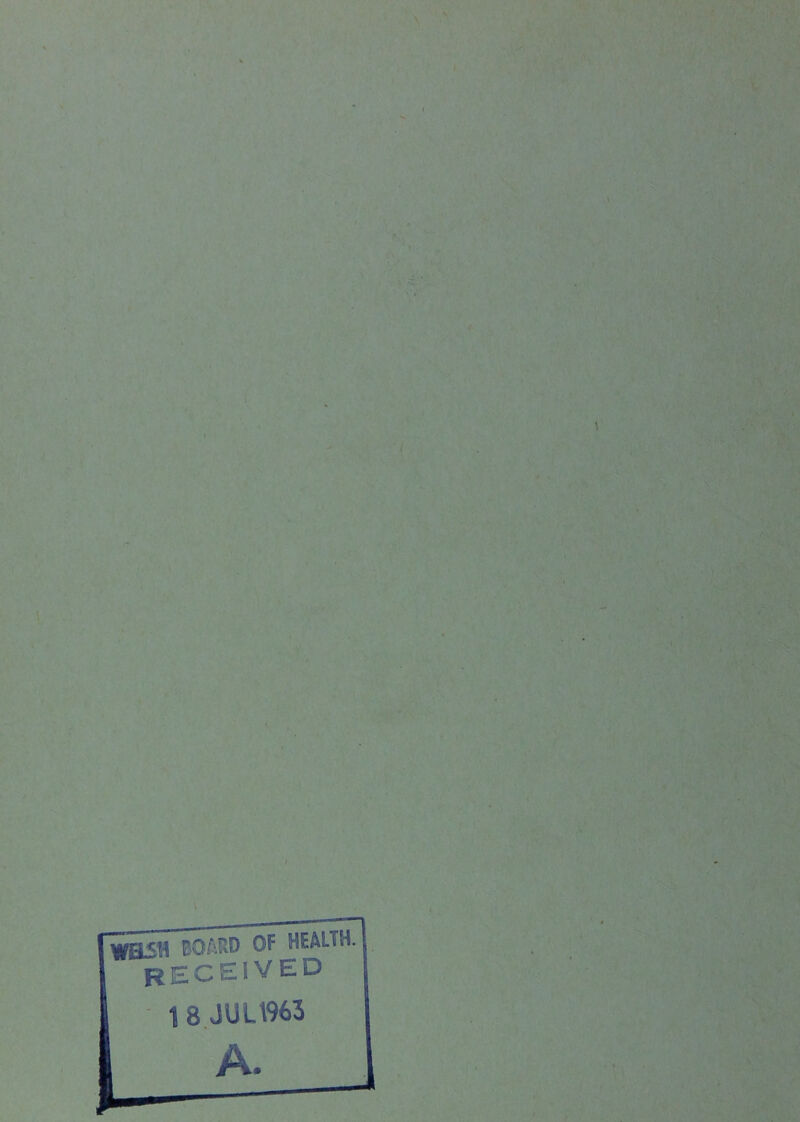 WELSH BOARD OF HEALTH.
RECEIVED
18 JUL 1963
A.